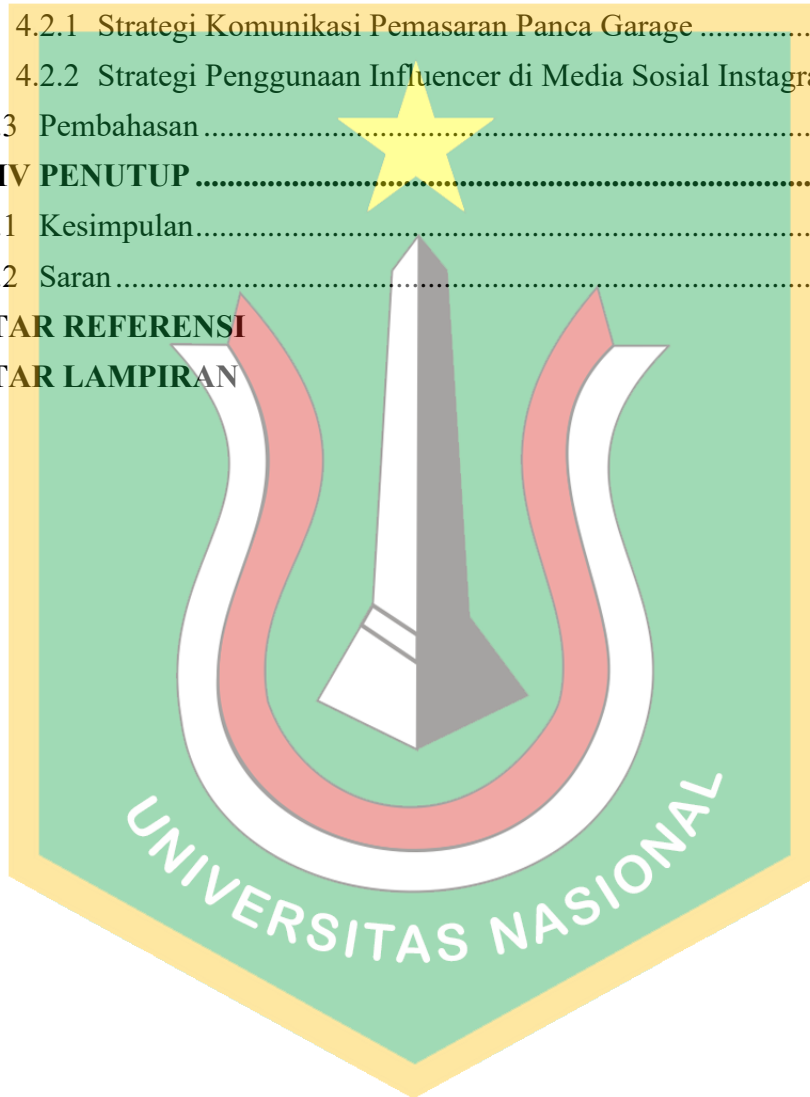 4.2.1 Strategi Komunikasi Pemasaran Panca Garage ..............
4.2.2 Strategi Penggunaan Influencer di Media Sosial Instagra
3 Pembahasan ..............................................................................
IV PENUTUP ..............................................................................
.1 Kesimpulan ..............................................................................
.2 Saran ..............................................................................
TAR REFERENSI
TAR LAMPIRAN
UNIVERSITAS NASIONAL